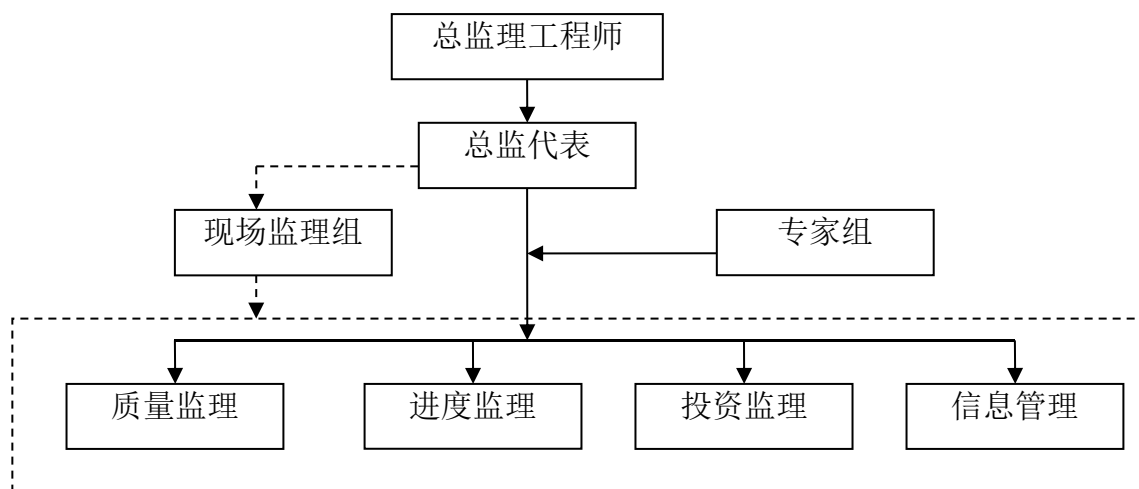 总监理工程师
总监代表
现场监理组
专家组
质量监理
进度监理
投资监理
信息管理